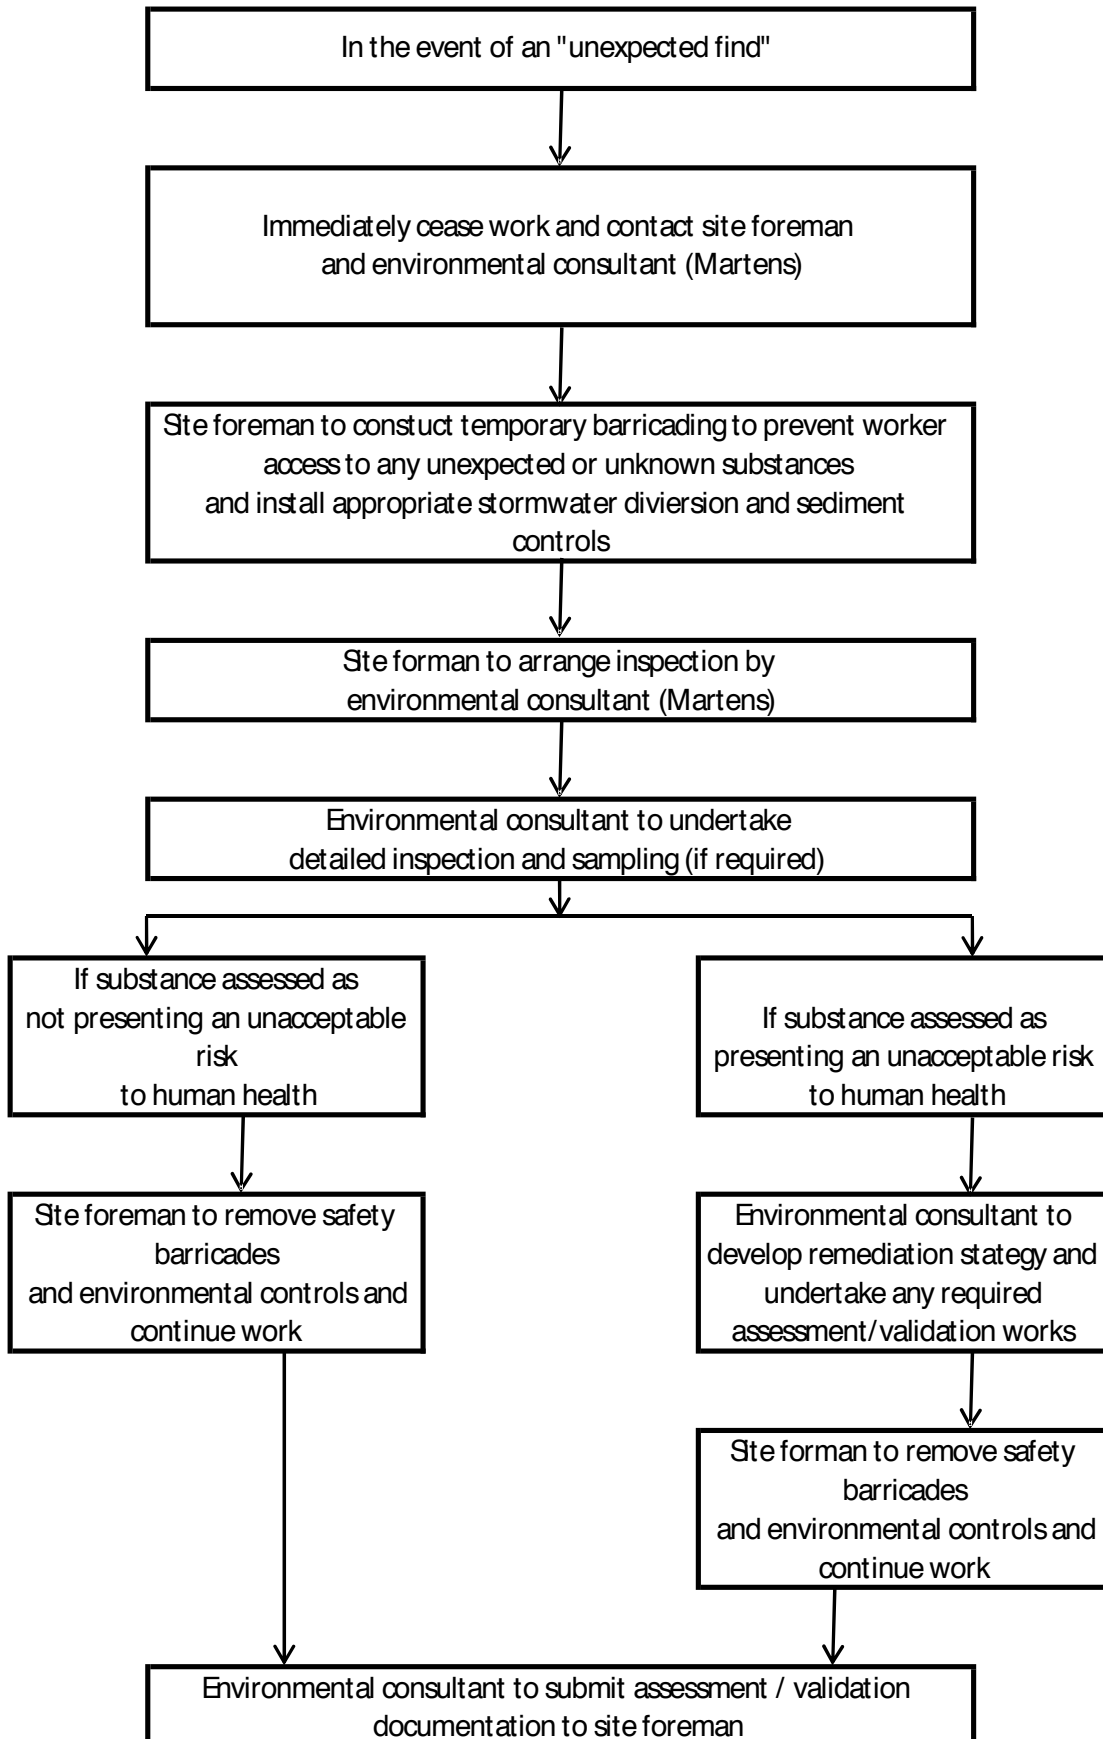 In the event of an "unexpected find"
Immediately cease work and contact site foreman
and environmental consultant (Martens)
Site foreman to constuct temporary barricading to prevent worker
access to any unexpected or unknown substances
and install appropriate stormwater diviersion and sediment
controls
Site forman to arrange inspection by
environmental consultant (Martens)
Environmental consultant to undertake
detailed inspection and sampling (if required)
If substance assessed as
not presenting an unacceptable
risk
to human health
If substance assessed as
presenting an unacceptable risk
to human health
Site foreman to remove safety
barricades
and environmental controls and
continue work
Environmental consultant to
develop remediation stategy and
undertake any required
assessment/validation works
Site forman to remove safety
barricades
and environmental controls and
continue work
Environmental consultant to submit assessment / validation
documentation to site foreman